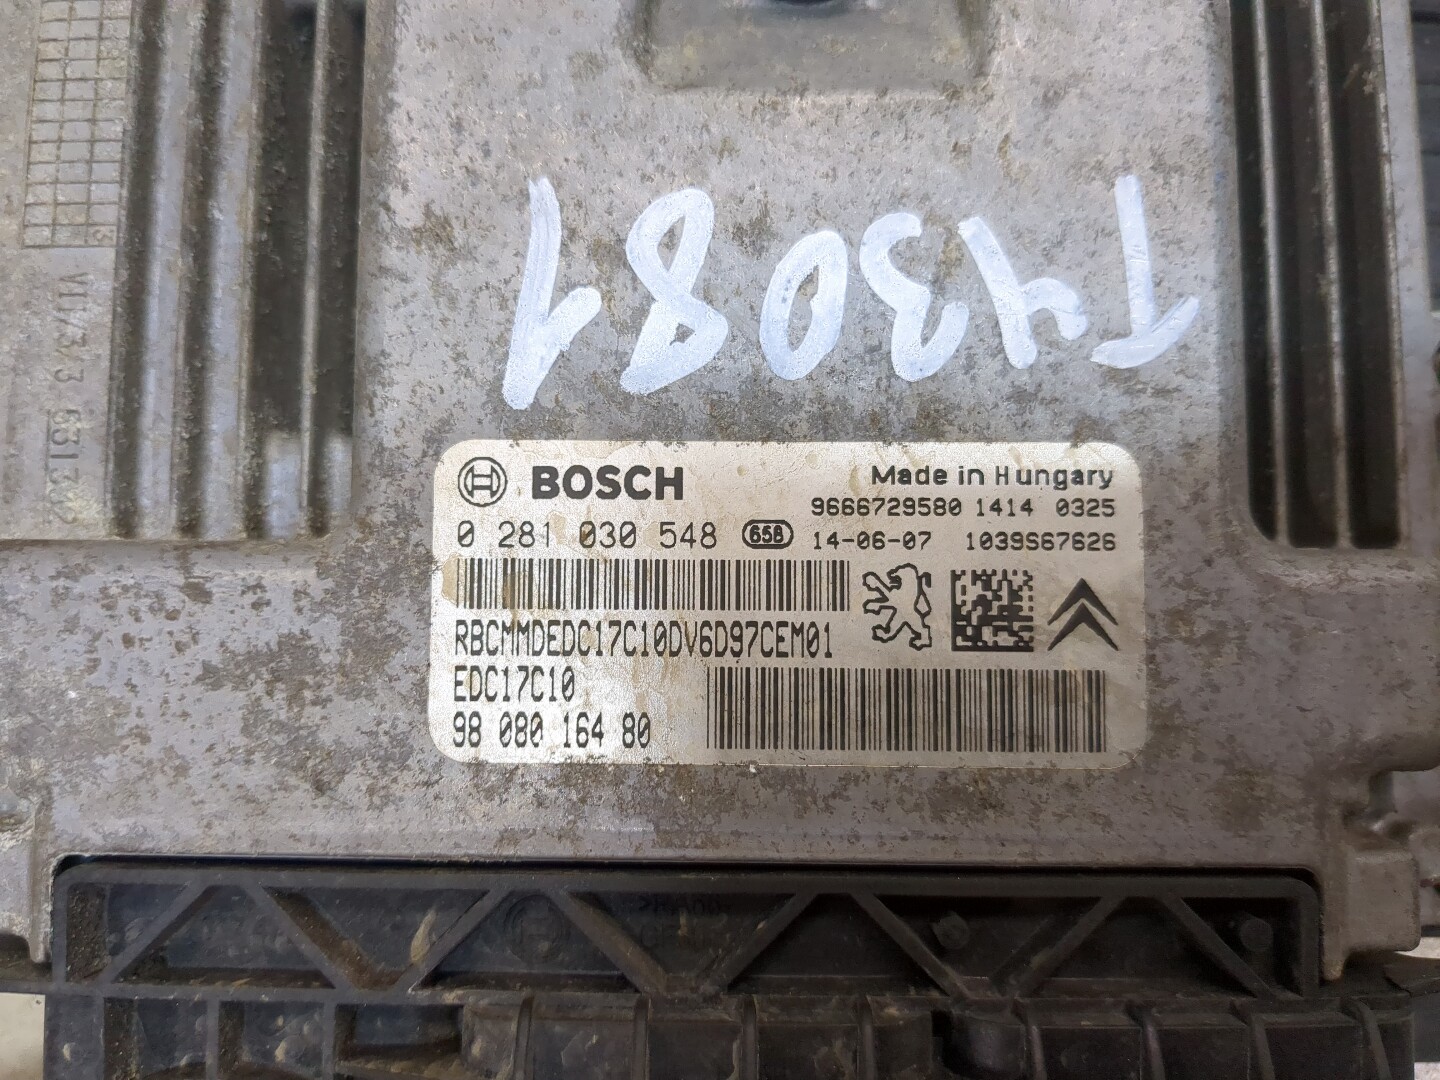 T43081
BOSCH
Made in Hungary
9666729580 1414 0325
0 281 030 548 658 14-06-07 1039S67626
RBCMMDEDC17C10DV6D97CEM01
EDC17C10
98 080 164 80